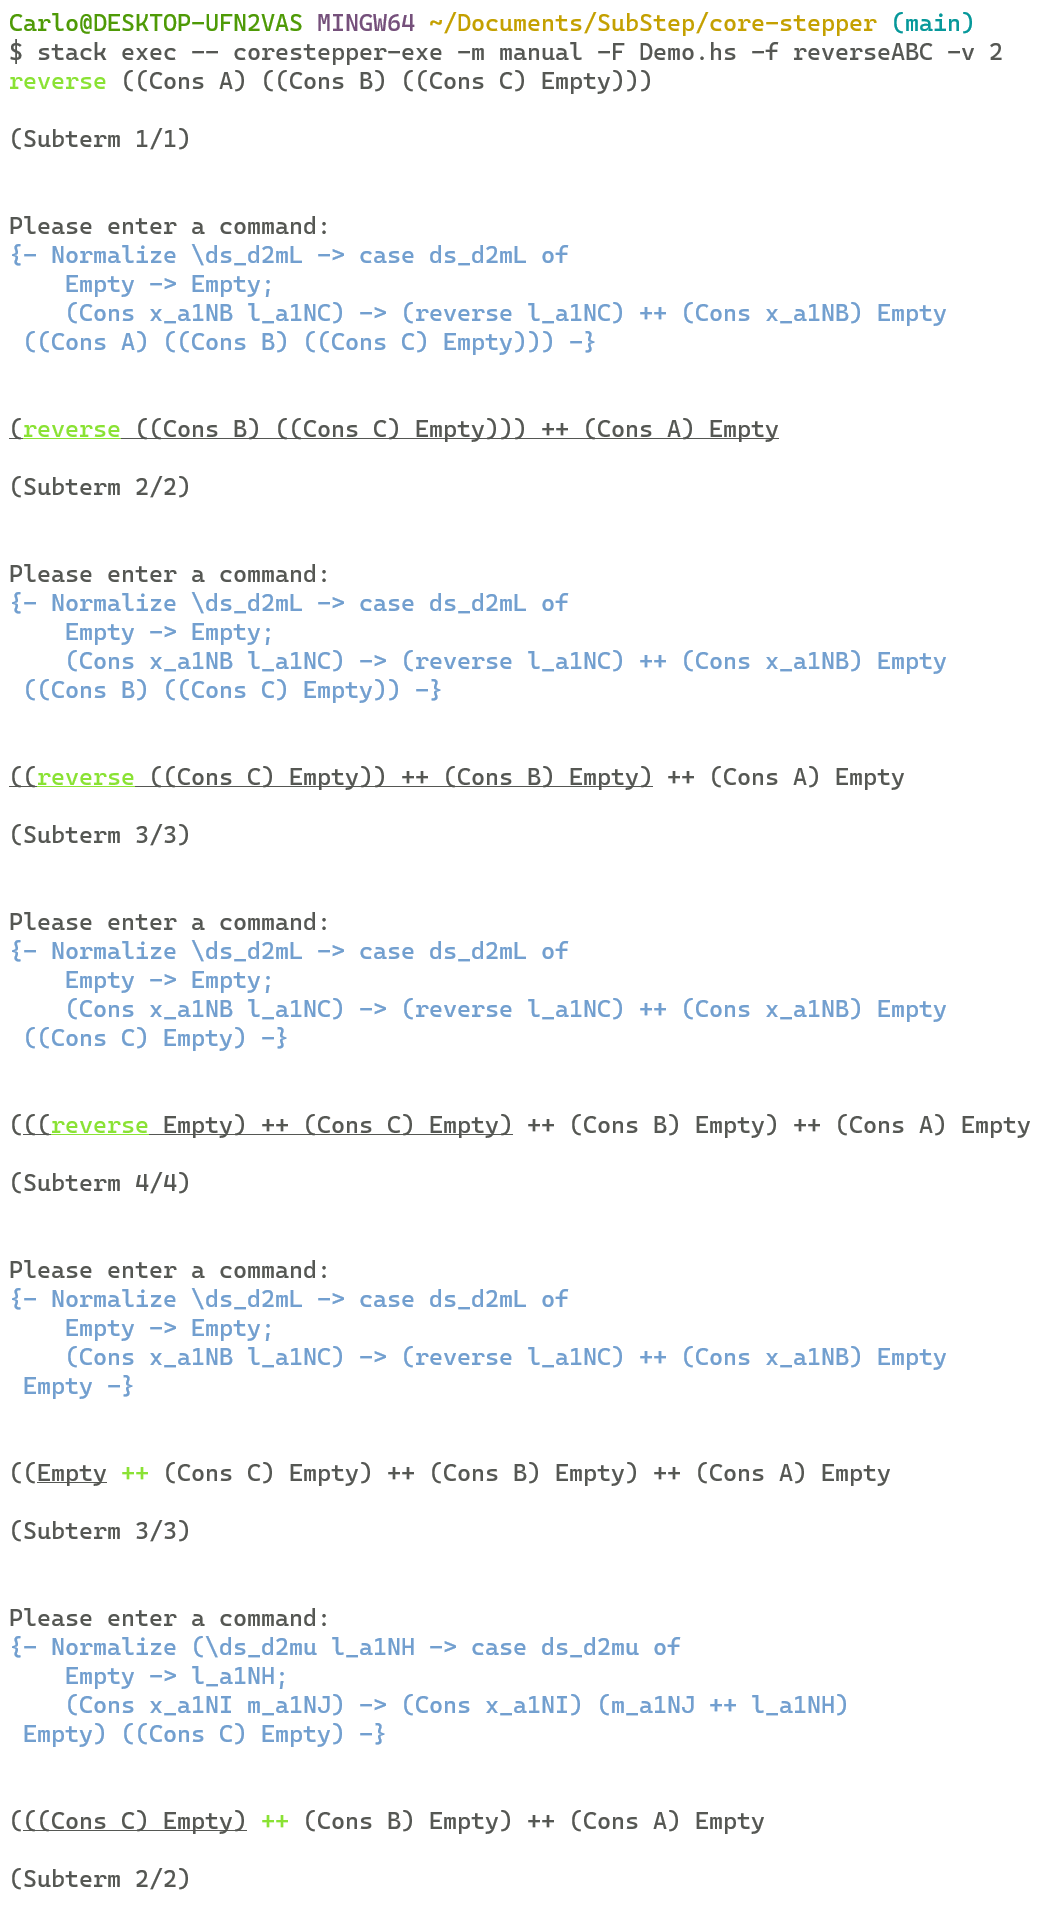 Carlo@DESKTOP-UFN2VAS MINGW64 ~/Documents/SubStep/core-stepper (main)
$ stack exec -- corestepper-exe -m manual -F Demo.hs -f reverseABC -v 2
reverse ((Cons A) ((Cons B) ((Cons C) Empty)))
(Subterm 1/1)
Please enter a command:
{- Normalize \ds_d2mL -> case ds_d2mL of
    Empty -> Empty;
    (Cons x_a1NB l_a1NC) -> (reverse l_a1NC) ++ (Cons x_a1NB) Empty
 ((Cons A) ((Cons B) ((Cons C) Empty))) -}
(reverse ((Cons B) ((Cons C) Empty))) ++ (Cons A) Empty
(Subterm 2/2)
Please enter a command:
{- Normalize \ds_d2mL -> case ds_d2mL of
    Empty -> Empty;
    (Cons x_a1NB l_a1NC) -> (reverse l_a1NC) ++ (Cons x_a1NB) Empty
 ((Cons B) ((Cons C) Empty)) -}
((reverse ((Cons C) Empty)) ++ (Cons B) Empty) ++ (Cons A) Empty
(Subterm 3/3)
Please enter a command:
{- Normalize \ds_d2mL -> case ds_d2mL of
    Empty -> Empty;
    (Cons x_a1NB l_a1NC) -> (reverse l_a1NC) ++ (Cons x_a1NB) Empty
 ((Cons C) Empty) -}
(((reverse Empty) ++ (Cons C) Empty) ++ (Cons B) Empty) ++ (Cons A) Empty
(Subterm 4/4)
Please enter a command:
{- Normalize \ds_d2mL -> case ds_d2mL of
    Empty -> Empty;
    (Cons x_a1NB l_a1NC) -> (reverse l_a1NC) ++ (Cons x_a1NB) Empty
 Empty -}
((Empty ++ (Cons C) Empty) ++ (Cons B) Empty) ++ (Cons A) Empty
(Subterm 3/3)
Please enter a command:
{- Normalize (\ds_d2mu l_a1NH -> case ds_d2mu of
    Empty -> l_a1NH;
    (Cons x_a1NI m_a1NJ) -> (Cons x_a1NI) (m_a1NJ ++ l_a1NH)
 Empty) ((Cons C) Empty) -}
(((Cons C) Empty) ++ (Cons B) Empty) ++ (Cons A) Empty
(Subterm 2/2)